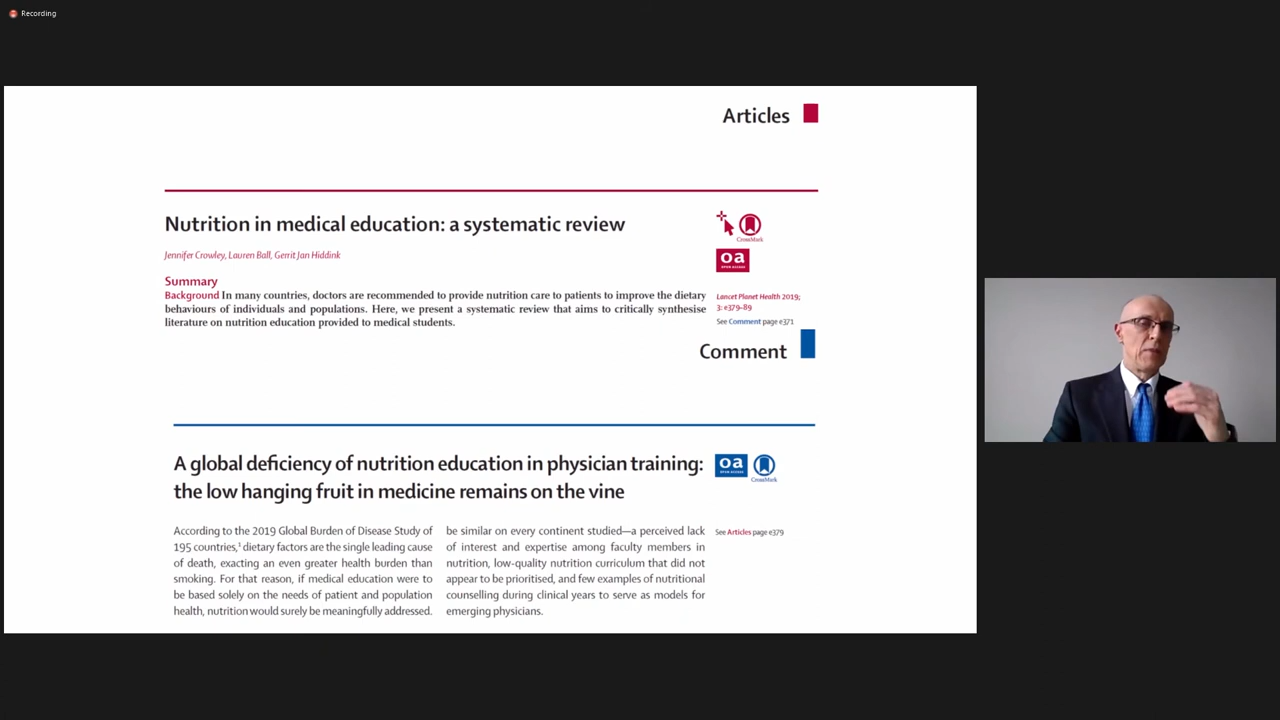 Recording
Articles
Nutrition in medical education: a systematic review
CrossMark
Jennifer Crowley, Lauren Ball, Gerrit Jan Hiddink
oa
OPEN ACCESS
Summary
Background In many countries, doctors are recommended to provide nutrition care to patients to improve the dietary
behaviours of individuals and populations. Here, we present a systematic review that aims to critically synthesise
literature on nutrition education provided to medical students.
Lancet Planet Health 2019;
3: e379–89
See Comment page e371
Comment
A global deficiency of nutrition education in physician training:
the low hanging fruit in medicine remains on the vine
oa
OPEN ACCESS
CrossMark
According to the 2019 Global Burden of Disease Study of
195 countries,¹ dietary factors are the single leading cause
of death, exacting an even greater health burden than
smoking. For that reason, if medical education were to
be based solely on the needs of patient and population
health, nutrition would surely be meaningfully addressed.
be similar on every continent studied—a perceived lack
of interest and expertise among faculty members in
nutrition, low-quality nutrition curriculum that did not
appear to be prioritised, and few examples of nutritional
counselling during clinical years to serve as models for
emerging physicians.
See Articles page e379